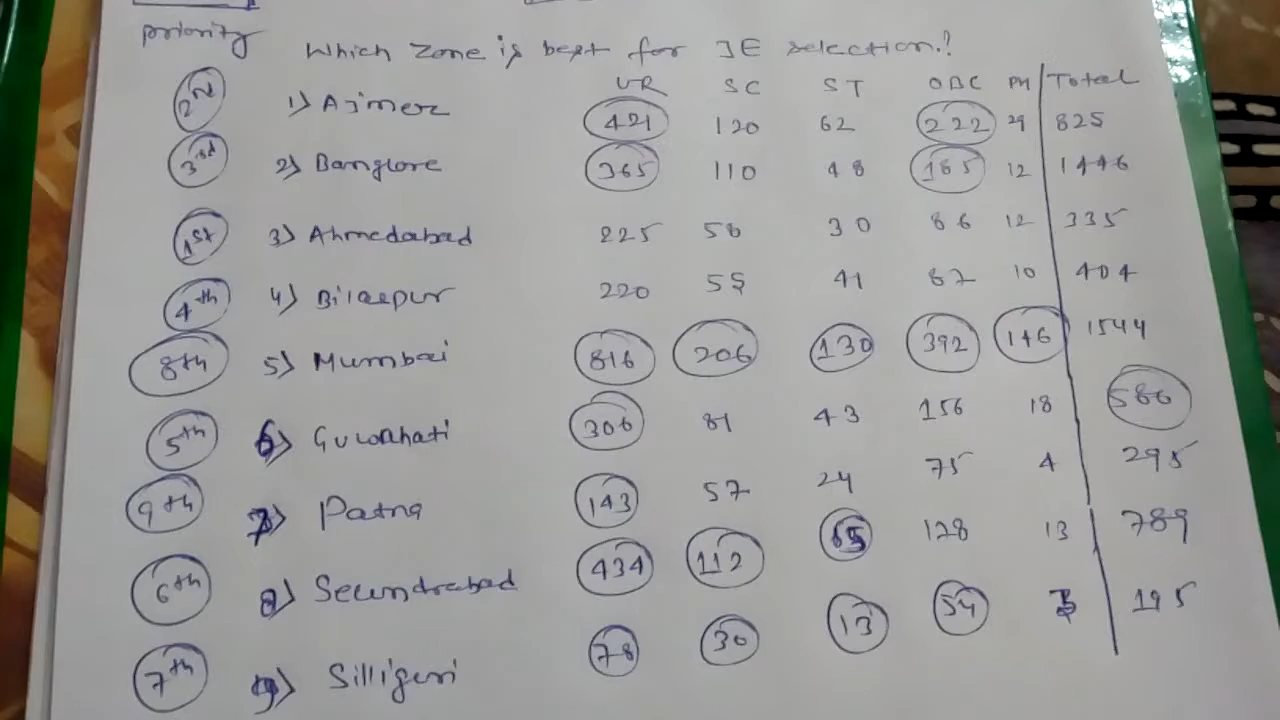 priority Which zone is best for JE selection.?
UR SC ST OBC PH Total
2nd 1) Ajmer 421 120 62 222 29 825
3rd 2) Banglore 365 110 48 185 12 1446
1st 3) Ahmedabad 225 58 30 86 12 335
4th 4) Bilaspur 220 55 41 87 10 404
8th 5) Mumbai 816 206 130 392 146 1544
5th 6) Guwahati 306 81 43 156 18 586
9th 7) Patna 143 57 24 75 4 295
6th 8) Secundrabad 434 112 65 128 13 789
7th 9) Silliguri 78 30 13 54 195